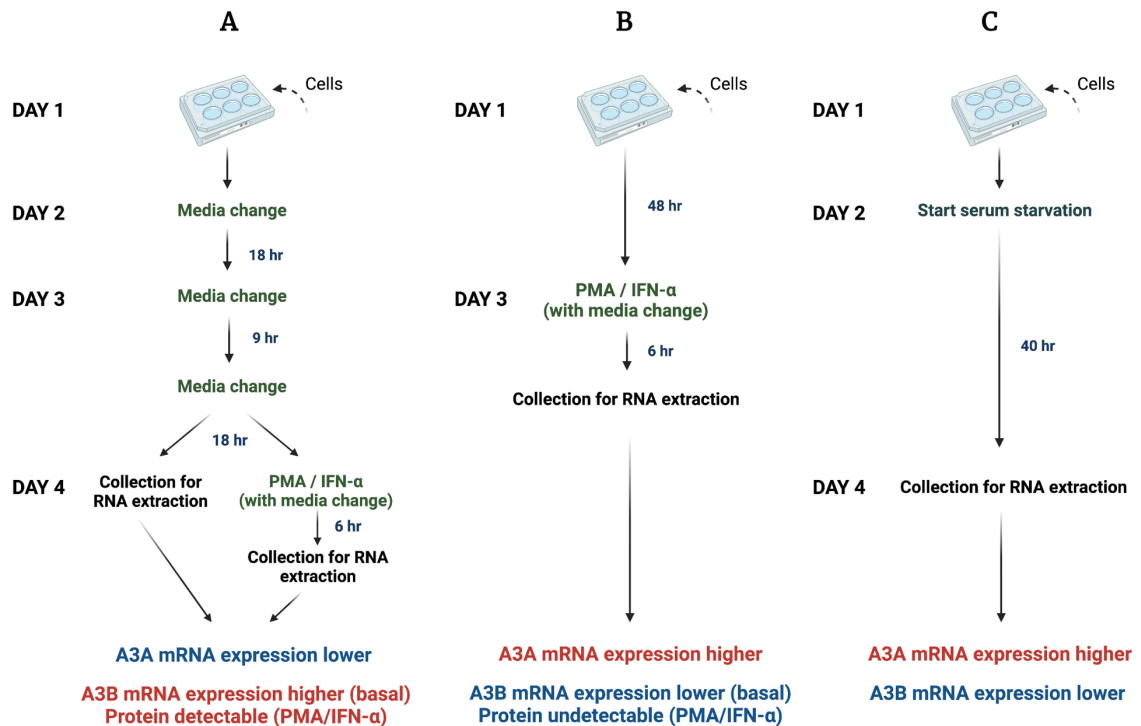 A
Cells
DAY 1
DAY 2
Media change
18 hr
DAY 3
Media change
9 hr
Media change
18 hr
DAY 4
Collection for
RNA extraction
PMA / IFN-α
(with media change)
6 hr
Collection for RNA
extraction
A3A mRNA expression lower
A3B mRNA expression higher (basal)
Protein detectable (PMA/IFN-α)
B
Cells
DAY 1
48 hr
DAY 3
PMA / IFN-α
(with media change)
6 hr
Collection for RNA extraction
A3A mRNA expression higher
A3B mRNA expression lower (basal)
Protein undetectable (PMA/IFN-α)
C
Cells
DAY 1
DAY 2
Start serum starvation
40 hr
DAY 4
Collection for RNA extraction
A3A mRNA expression higher
A3B mRNA expression lower